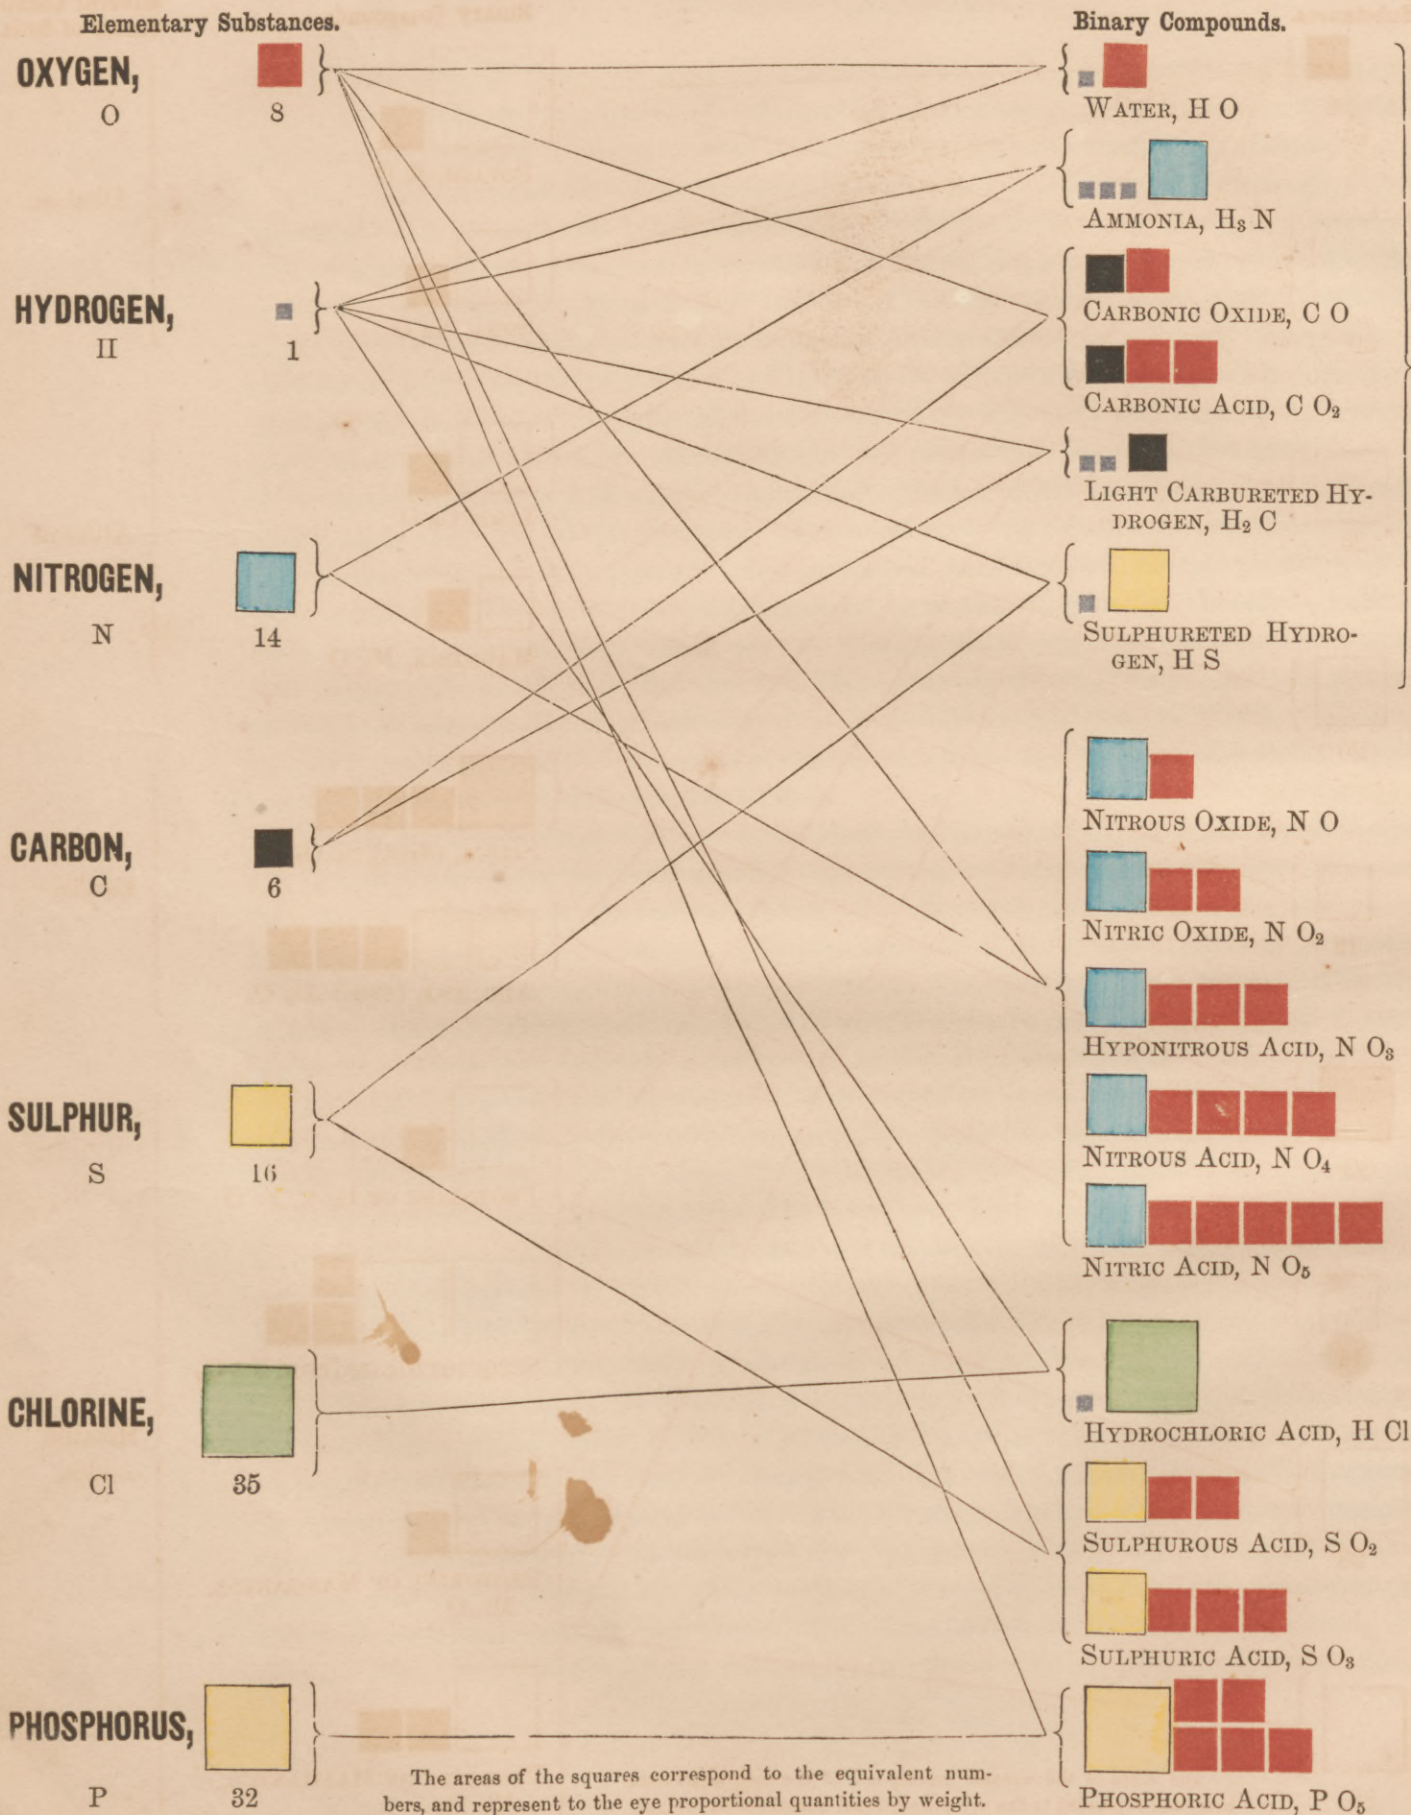 Elementary Substances.
OXYGEN,
O
8
HYDROGEN,
H
1
NITROGEN,
N
14
CARBON,
C
6
SULPHUR,
S
16
CHLORINE,
Cl
35
PHOSPHORUS,
P
32
Binary Compounds.
WATER, H O
AMMONIA, H₃ N
CARBONIC OXIDE, C O
CARBONIC ACID, C O₂
LIGHT CARBURETED HY-
DROGEN, H₂ C
SULPHURETED HYDRO-
GEN, H S
NITROUS OXIDE, N O
NITRIC OXIDE, N O₂
HYPONITROUS ACID, N O₃
NITROUS ACID, N O₄
NITRIC ACID, N O₅
HYDROCHLORIC ACID, H Cl
SULPHUROUS ACID, S O₂
SULPHURIC ACID, S O₃
PHOSPHORIC ACID, P O₅
The areas of the squares correspond to the equivalent num-
bers, and represent to the eye proportional quantities by weight.